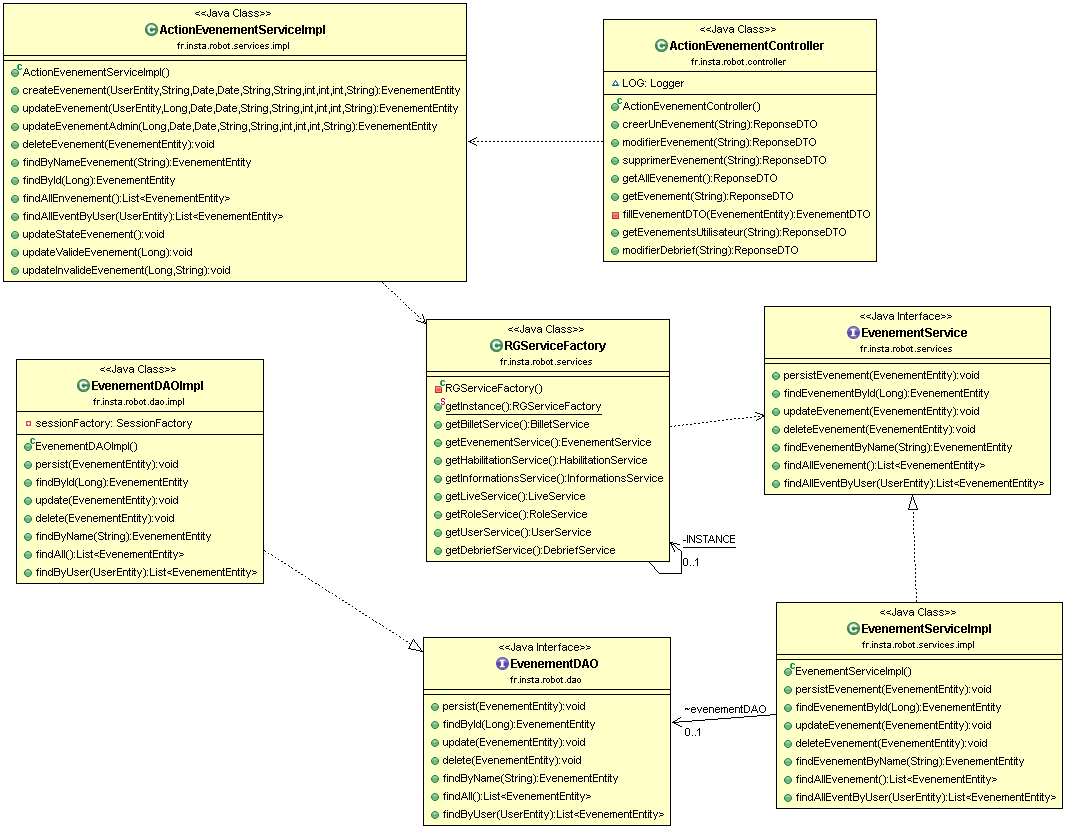 <<Java Class>>
ActionEvenementServiceImpl
fr.insta.robot.services.impl
ActionEvenementServiceImpl()
createEvenement(UserEntity,String,Date,Date,String,String,int,int,int,String):EvenementEntity
updateEvenement(UserEntity,Long,Date,Date,String,String,int,int,int,String):EvenementEntity
updateEvenementAdmin(Long,Date,Date,String,String,int,int,int,String):EvenementEntity
deleteEvenement(EvenementEntity):void
findByNameEvenement(String):EvenementEntity
findById(Long):EvenementEntity
findAllEnvenement():List<EvenementEntity>
findAllEventByUser(UserEntity):List<EvenementEntity>
updateStateEvenement():void
updateValideEvenement(Long):void
updateInvalideEvenement(Long,String):void
<<Java Class>>
ActionEvenementController
fr.insta.robot.controller
LOG: Logger
ActionEvenementController()
creerUnEvenement(String):ReponseDTO
modifierEvenement(String):ReponseDTO
supprimerEvenement(String):ReponseDTO
getAllEvenement():ReponseDTO
getEvenement(String):ReponseDTO
fillEvenementDTO(EvenementEntity):EvenementDTO
getEvenementsUtilisateur(String):ReponseDTO
modifierDebrief(String):ReponseDTO
<<Java Class>>
RGServiceFactory
fr.insta.robot.services
RGServiceFactory()
getInstance():RGServiceFactory
getBilletService():BilletService
getEvenementService():EvenementService
getHabilitationService():HabilitationService
getInformationsService():InformationsService
getLiveService():LiveService
getRoleService():RoleService
getUserService():UserService
getDebriefService():DebriefService
-INSTANCE
0..1
<<Java Interface>>
EvenementService
fr.insta.robot.services
persistEvenement(EvenementEntity):void
findEvenementById(Long):EvenementEntity
updateEvenement(EvenementEntity):void
deleteEvenement(EvenementEntity):void
findEvenementByName(String):EvenementEntity
findAllEvenement():List<EvenementEntity>
findAllEventByUser(UserEntity):List<EvenementEntity>
<<Java Class>>
EvenementDAOImpl
fr.insta.robot.dao.impl
sessionFactory: SessionFactory
EvenementDAOImpl()
persist(EvenementEntity):void
findById(Long):EvenementEntity
update(EvenementEntity):void
delete(EvenementEntity):void
findByName(String):EvenementEntity
findAll():List<EvenementEntity>
findByUser(UserEntity):List<EvenementEntity>
<<Java Interface>>
EvenementDAO
fr.insta.robot.dao
persist(EvenementEntity):void
findById(Long):EvenementEntity
update(EvenementEntity):void
delete(EvenementEntity):void
findByName(String):EvenementEntity
findAll():List<EvenementEntity>
findByUser(UserEntity):List<EvenementEntity>
~evenementDAO
0..1
<<Java Class>>
EvenementServiceImpl
fr.insta.robot.services.impl
EvenementServiceImpl()
persistEvenement(EvenementEntity):void
findEvenementById(Long):EvenementEntity
updateEvenement(EvenementEntity):void
deleteEvenement(EvenementEntity):void
findEvenementByName(String):EvenementEntity
findAllEvenement():List<EvenementEntity>
findAllEventByUser(UserEntity):List<EvenementEntity>